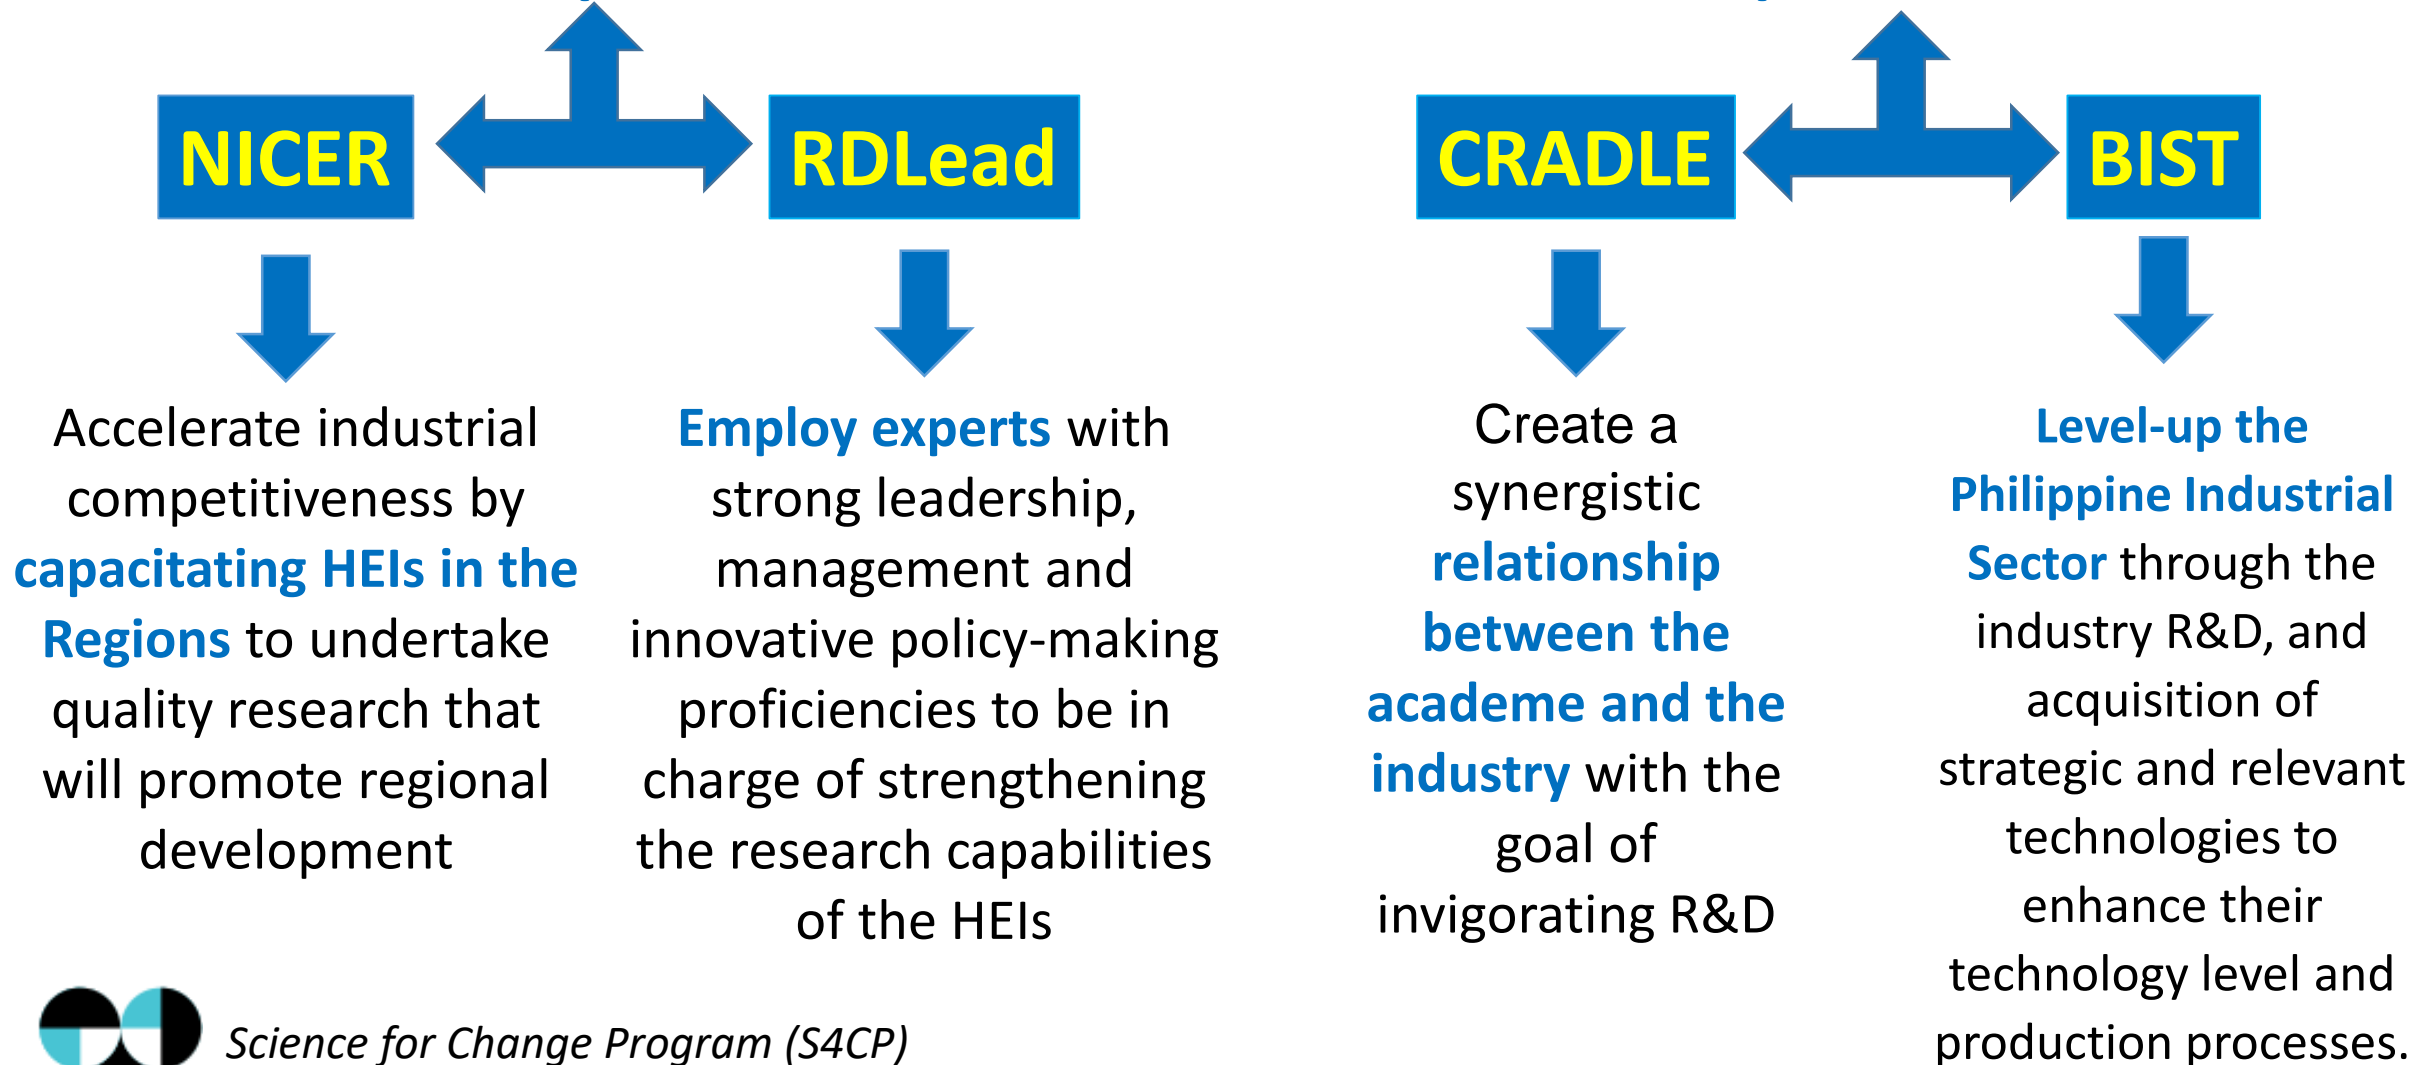 NICER
RDLead
CRADLE
BIST
Accelerate industrial
competitiveness by
capacitating HEIs in the
Regions to undertake
quality research that
will promote regional
development
Employ experts with
strong leadership,
management and
innovative policy-making
proficiencies to be in
charge of strengthening
the research capabilities
of the HEIs
Create a
synergistic
relationship
between the
academe and the
industry with the
goal of
invigorating R&D
Level-up the
Philippine Industrial
Sector through the
industry R&D, and
acquisition of
strategic and relevant
technologies to
enhance their
technology level and
production processes.
Science for Change Program (S4CP)